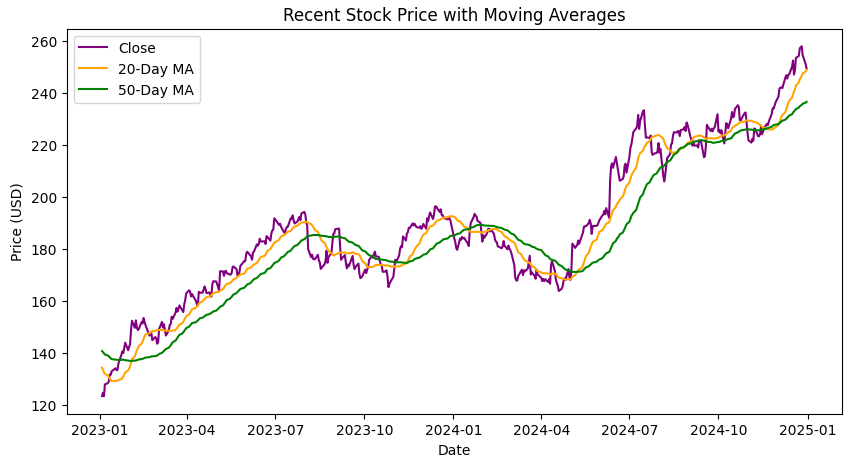 Recent Stock Price with Moving Averages
Close
20-Day MA
50-Day MA
260
240
220
200
180
160
140
120
Price (USD)
2023-01 2023-04 2023-07 2023-10 2024-01 2024-04 2024-07 2024-10 2025-01
Date